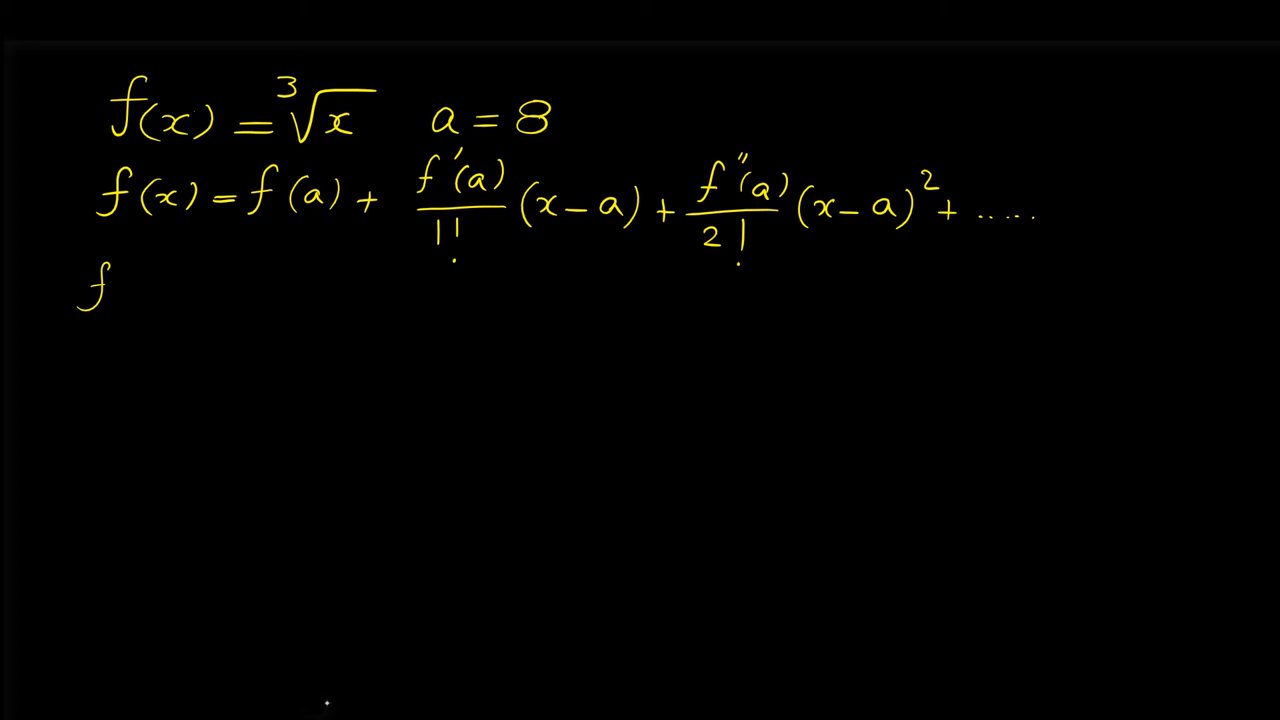 f(x) = ∛x a = 8
f(x) = f(a) + f'(a)/1! (x-a) + f''(a)/2! (x-a)² + .....
f